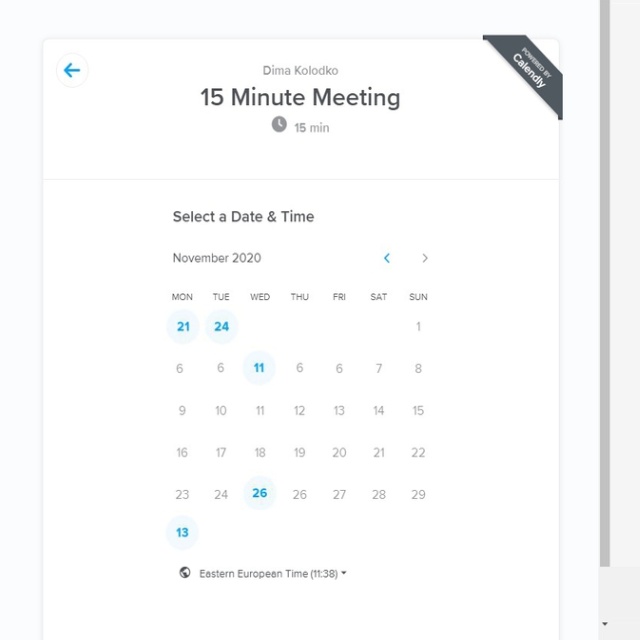 POWERED BY
Calendly
Dima Kolodko
15 Minute Meeting
15 min
Select a Date & Time
November 2020
MON TUE WED THU FRI SAT SUN
21 24 1
6 6 11 6 6 7 8
9 10 11 12 13 14 15
16 17 18 19 20 21 22
23 24 26 26 27 28 29
13
Eastern European Time (11:38)